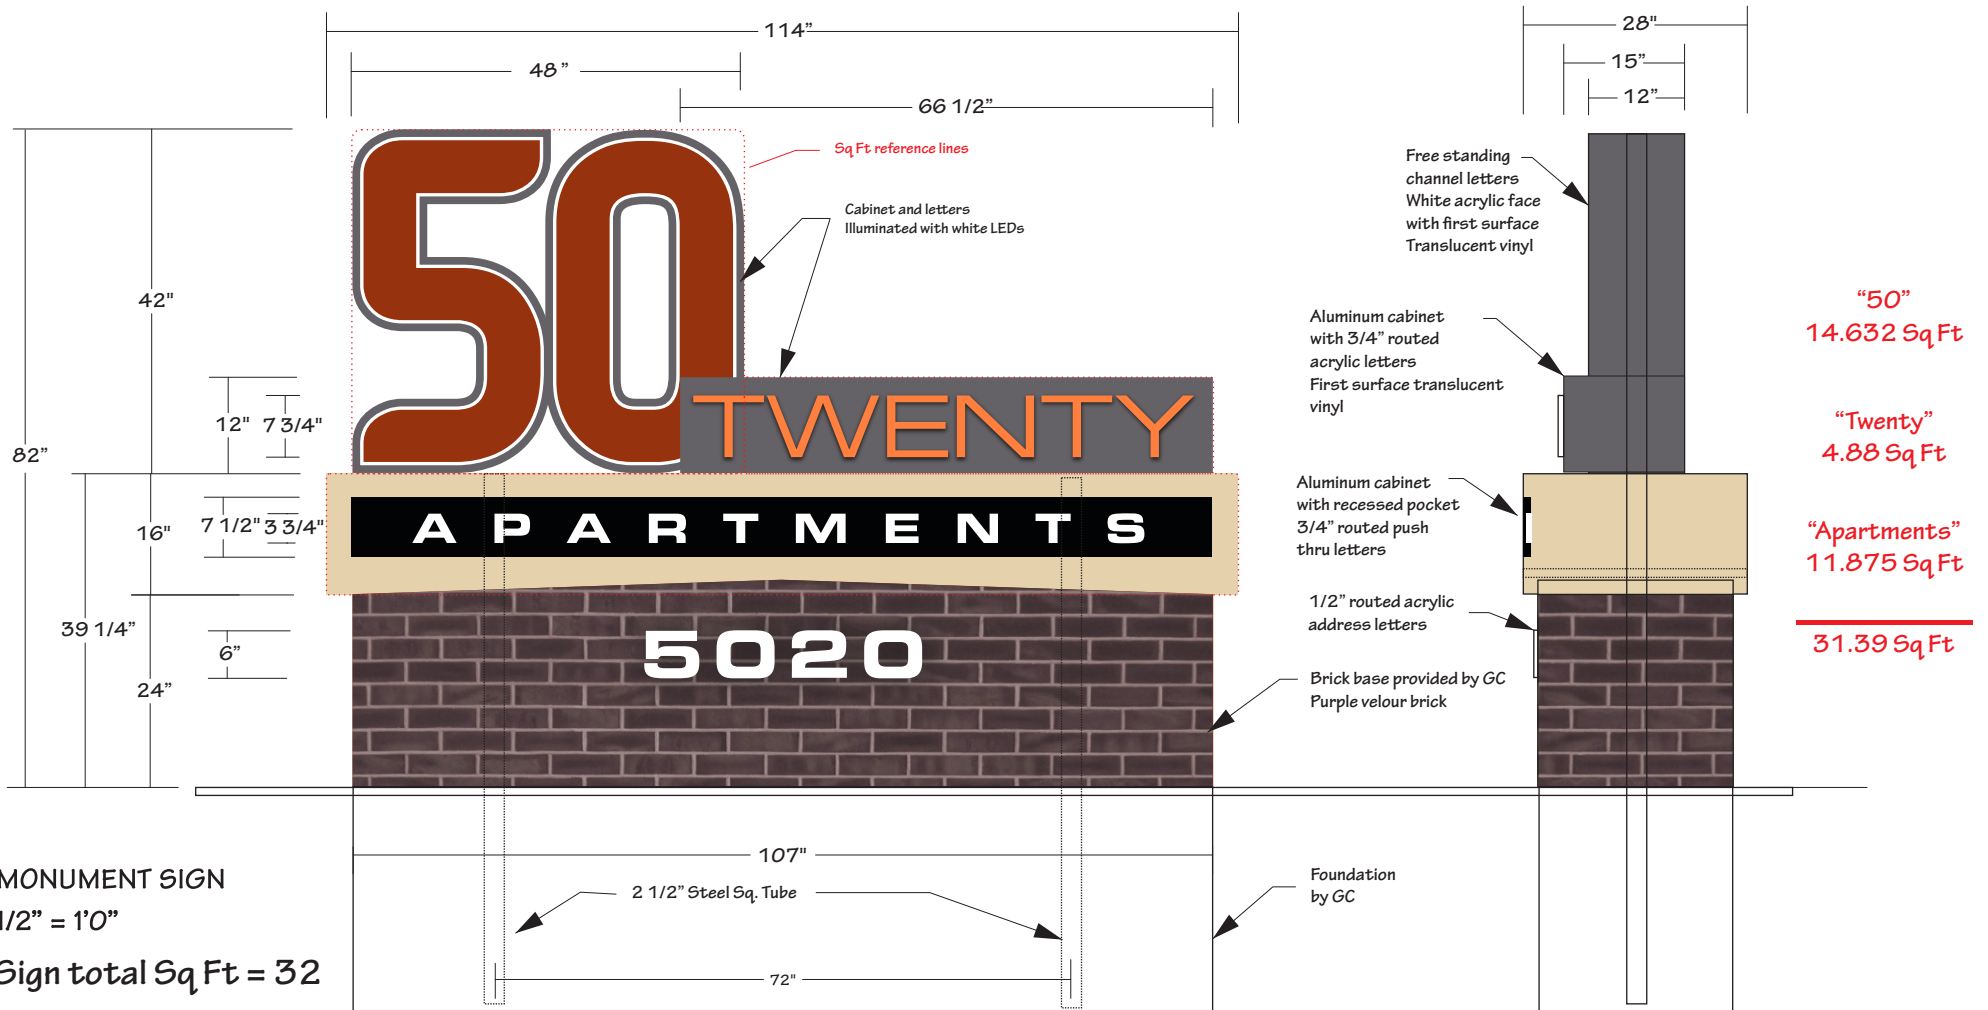 114"
48"
66 1/2"
28"
15"
12"
50
Sq Ft reference lines
Cabinet and letters
Illuminated with white LEDs
Free standing
channel letters
White acrylic face
with first surface
Translucent vinyl
42"
82"
12"
7 3/4"
TWENTY
Aluminum cabinet
with 3/4" routed
acrylic letters
First surface translucent
vinyl
"50"
14.632 Sq Ft
"Twenty"
4.88 Sq Ft
16"
7 1/2"
3 3/4"
APARTMENTS
Aluminum cabinet
with recessed pocket
3/4" routed push
thru letters
"Apartments"
11.875 Sq Ft
39 1/4"
6"
24"
5020
1/2" routed acrylic
address letters
31.39 Sq Ft
Brick base provided by GC
Purple velour brick
107"
2 1/2" Steel Sq. Tube
72"
Foundation
by GC
MONUMENT SIGN
1/2" = 1'0"
Sign total Sq Ft = 32